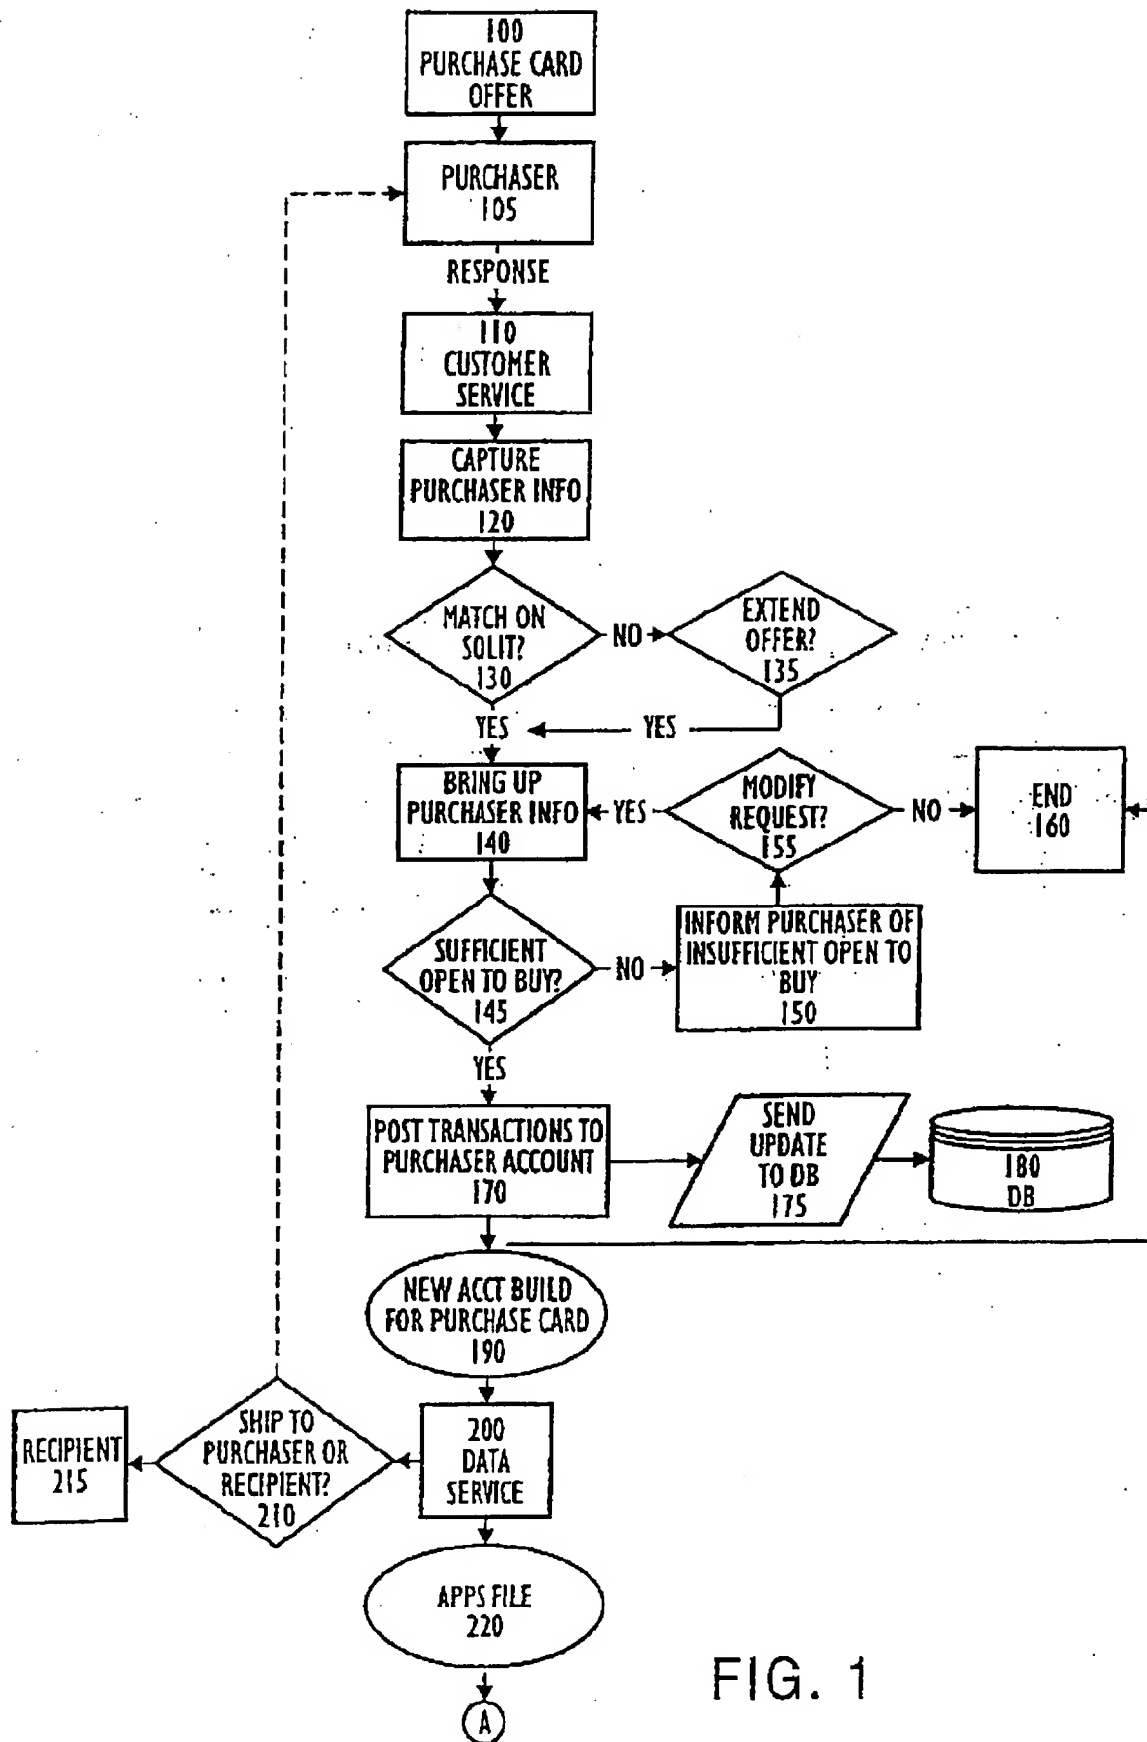 100
PURCHASE CARD
OFFER
PURCHASER
105
RESPONSE
110
CUSTOMER
SERVICE
CAPTURE
PURCHASER INFO
120
MATCH ON
SOLIT?
130
NO
EXTEND
OFFER?
135
YES
YES
BRING UP
PURCHASER INFO
140
YES
MODIFY
REQUEST?
155
NO
END
160
SUFFICIENT
OPEN TO BUY?
145
NO
INFORM PURCHASER OF
INSUFFICIENT OPEN TO
BUY
150
YES
POST TRANSACTIONS TO
PURCHASER ACCOUNT
170
SEND
UPDATE
TO DB
175
180
DB
NEW ACCT BUILD
FOR PURCHASE CARD
190
RECIPIENT
215
SHIP TO
PURCHASER OR
RECIPIENT?
210
200
DATA
SERVICE
APPS FILE
220
A
FIG. 1